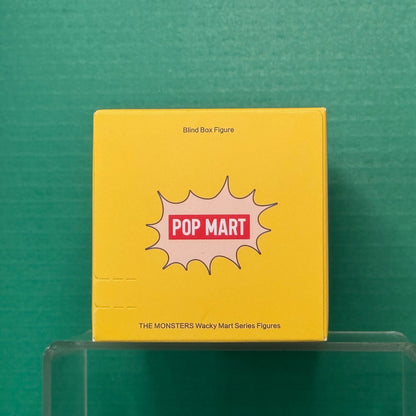 Blind Box Figure
POP MART
THE MONSTERS Wacky Mart Series Figures